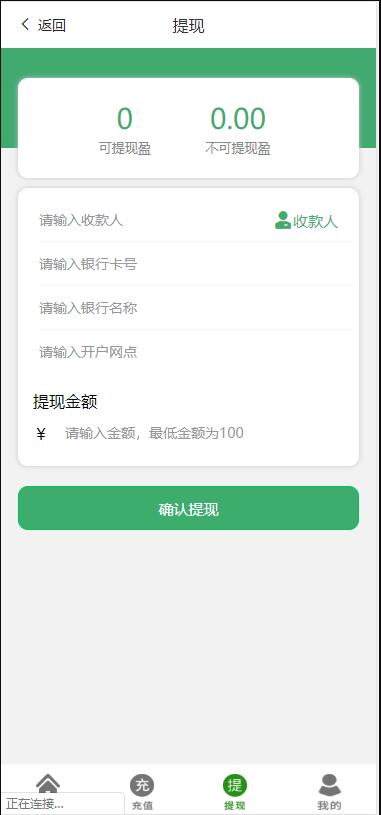 返回
提现
0 0.00
可提现盈 不可提现盈
请输入收款人 收款人
请输入银行卡号
请输入银行名称
请输入开户网点
提现金额
¥ 请输入金额，最低金额为100
确认提现
充 提
充值 提现 我的
正在连接...